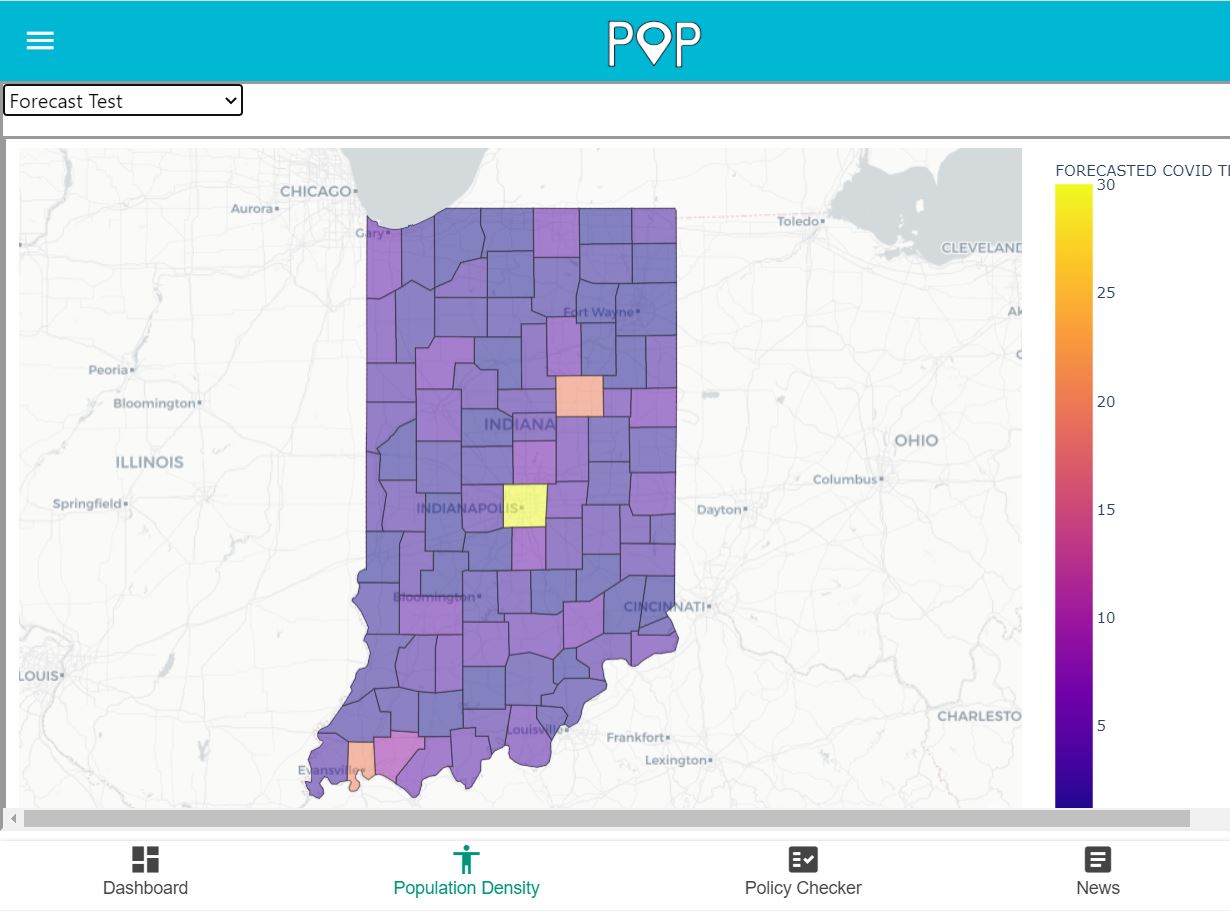 POP
Forecast Test
FORECASTED COVID
30
25
20
15
10
5
CHICAGO
Aurora
Gary
Toledo
CLEVELAND
Fort Wayne
Peoria
Bloomington
INDIANA
OHIO
ILLINOIS
Columbus
Springfield
INDIANAPOLIS
Dayton
Bloomington
CINCINNATI
LOUIS
CHARLESTO
Louisville
Frankfort
Lexington
Evansville
Dashboard
Population Density
Policy Checker
News